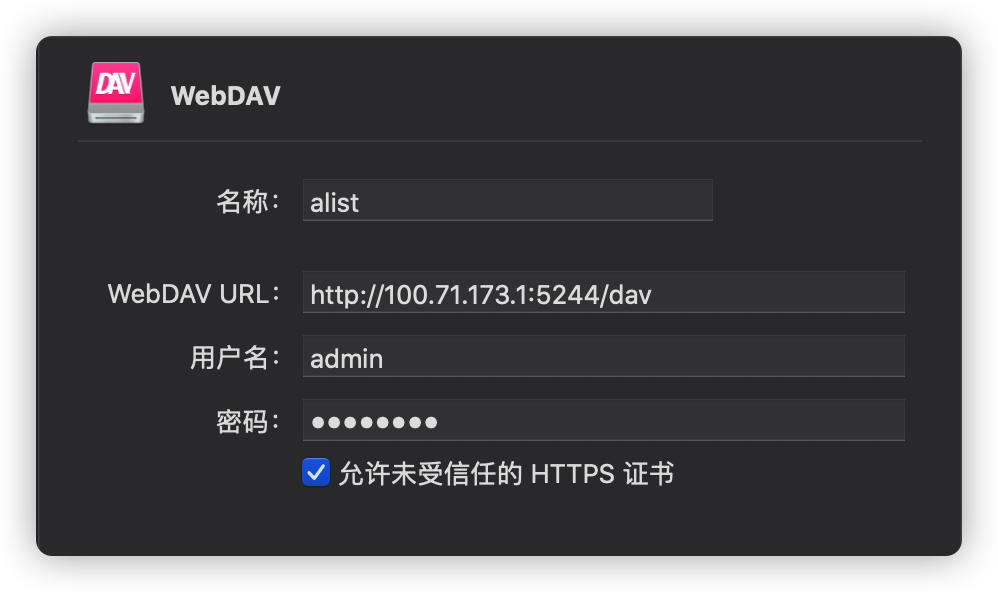 DAV
WebDAV
名称： alist
WebDAV URL： http://100.71.173.1:5244/dav
用户名： admin
密码： ••••••••
允许未受信任的 HTTPS 证书